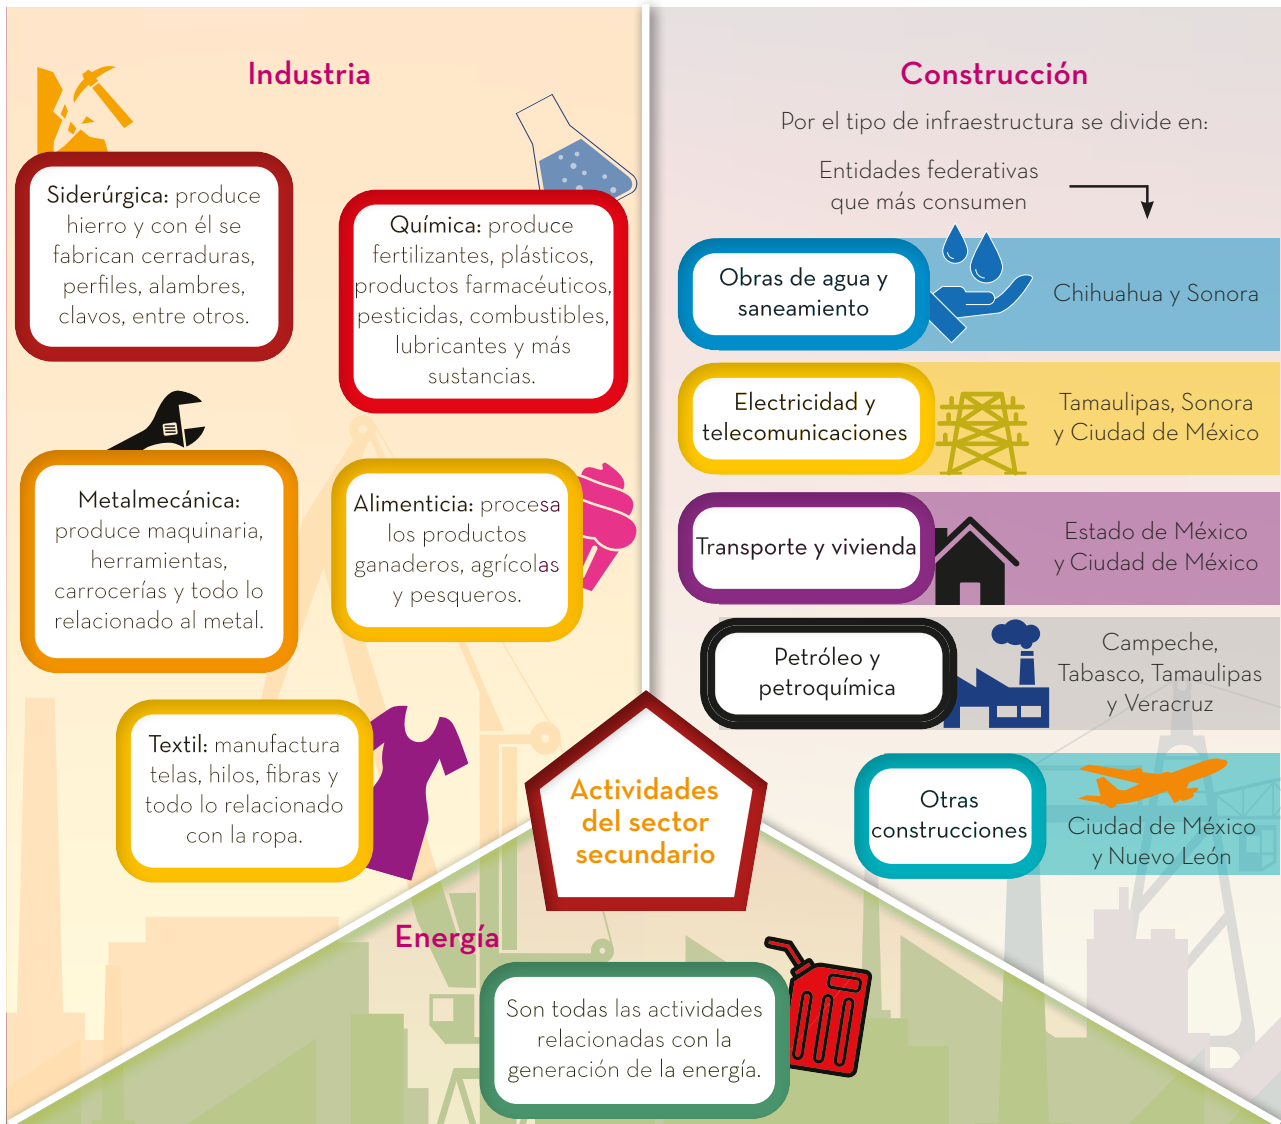 Industria
Siderúrgica: produce
hierro y con él se
fabrican cerraduras,
perfiles, alambres,
clavos, entre otros.
Química: produce
fertilizantes, plásticos,
productos farmacéuticos,
pesticidas, combustibles,
lubricantes y más
sustancias.
Metalmecánica:
produce maquinaria,
herramientas,
carrocerías y todo lo
relacionado al metal.
Alimenticia: procesa
los productos
ganaderos, agrícolas
y pesqueros.
Textil: manufactura
telas, hilos, fibras y
todo lo relacionado
con la ropa.
Construcción
Por el tipo de infraestructura se divide en:
Entidades federativas
que más consumen
Obras de agua y
saneamiento
Chihuahua y Sonora
Electricidad y
telecomunicaciones
Tamaulipas, Sonora
y Ciudad de México
Transporte y vivienda
Estado de México
y Ciudad de México
Petróleo y
petroquímica
Campeche,
Tabasco, Tamaulipas
y Veracruz
Otras
construcciones
Ciudad de México
y Nuevo León
Actividades
del sector
secundario
Energía
Son todas las actividades
relacionadas con la
generación de la energía.